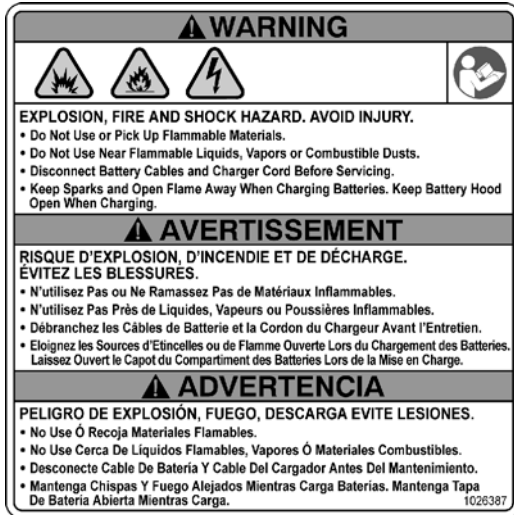 WARNING
EXPLOSION, FIRE AND SHOCK HAZARD. AVOID INJURY.
• Do Not Use or Pick Up Flammable Materials.
• Do Not Use Near Flammable Liquids, Vapors or Combustible Dusts.
• Disconnect Battery Cables and Charger Cord Before Servicing.
• Keep Sparks and Open Flame Away When Charging Batteries. Keep Battery Hood
Open When Charging.
AVERTISSEMENT
RISQUE D'EXPLOSION, D'INCENDIE ET DE DÉCHARGE.
ÉVITEZ LES BLESSURES.
• N'utilisez Pas ou Ne Ramassez Pas de Matériaux Inflammables.
• N'utilisez Pas Près de Liquides, Vapeurs ou Poussières Inflammables.
• Débranchez les Câbles de Batterie et la Cordon du Chargeur Avant l'Entretien.
• Eloignez les Sources d'Etincelles ou de Flamme Ouverte Lors du Chargement des Batteries.
Laissez Ouvert le Capot du Compartiment des Batteries Lors de la Mise en Charge.
ADVERTENCIA
PELIGRO DE EXPLOSIÓN, FUEGO, DESCARGA EVITE LESIONES.
• No Use Ó Recoja Materiales Flamables.
• No Use Cerca De Líquidos Flamables, Vapores Ó Materiales Combustibles.
• Desconecte Cable De Batería Y Cable Del Cargador Antes Del Mantenimiento.
• Mantenga Chispas Y Fuego Alejados Mientras Carga Baterias. Mantenga Tapa
De Bateria Abierta Mientras Carga.
1026387